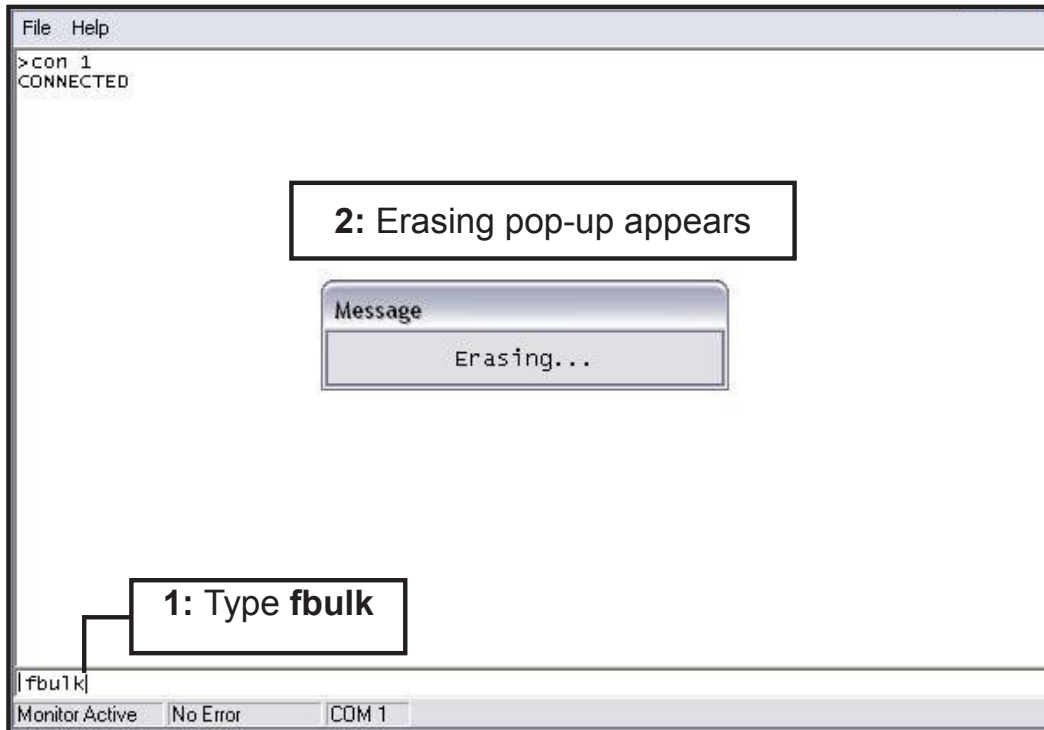 File Help
>con 1
CONNECTED
2: Erasing pop-up appears
Message
Erasing...
1: Type fbulk
fbulk
Monitor Active No Error COM 1